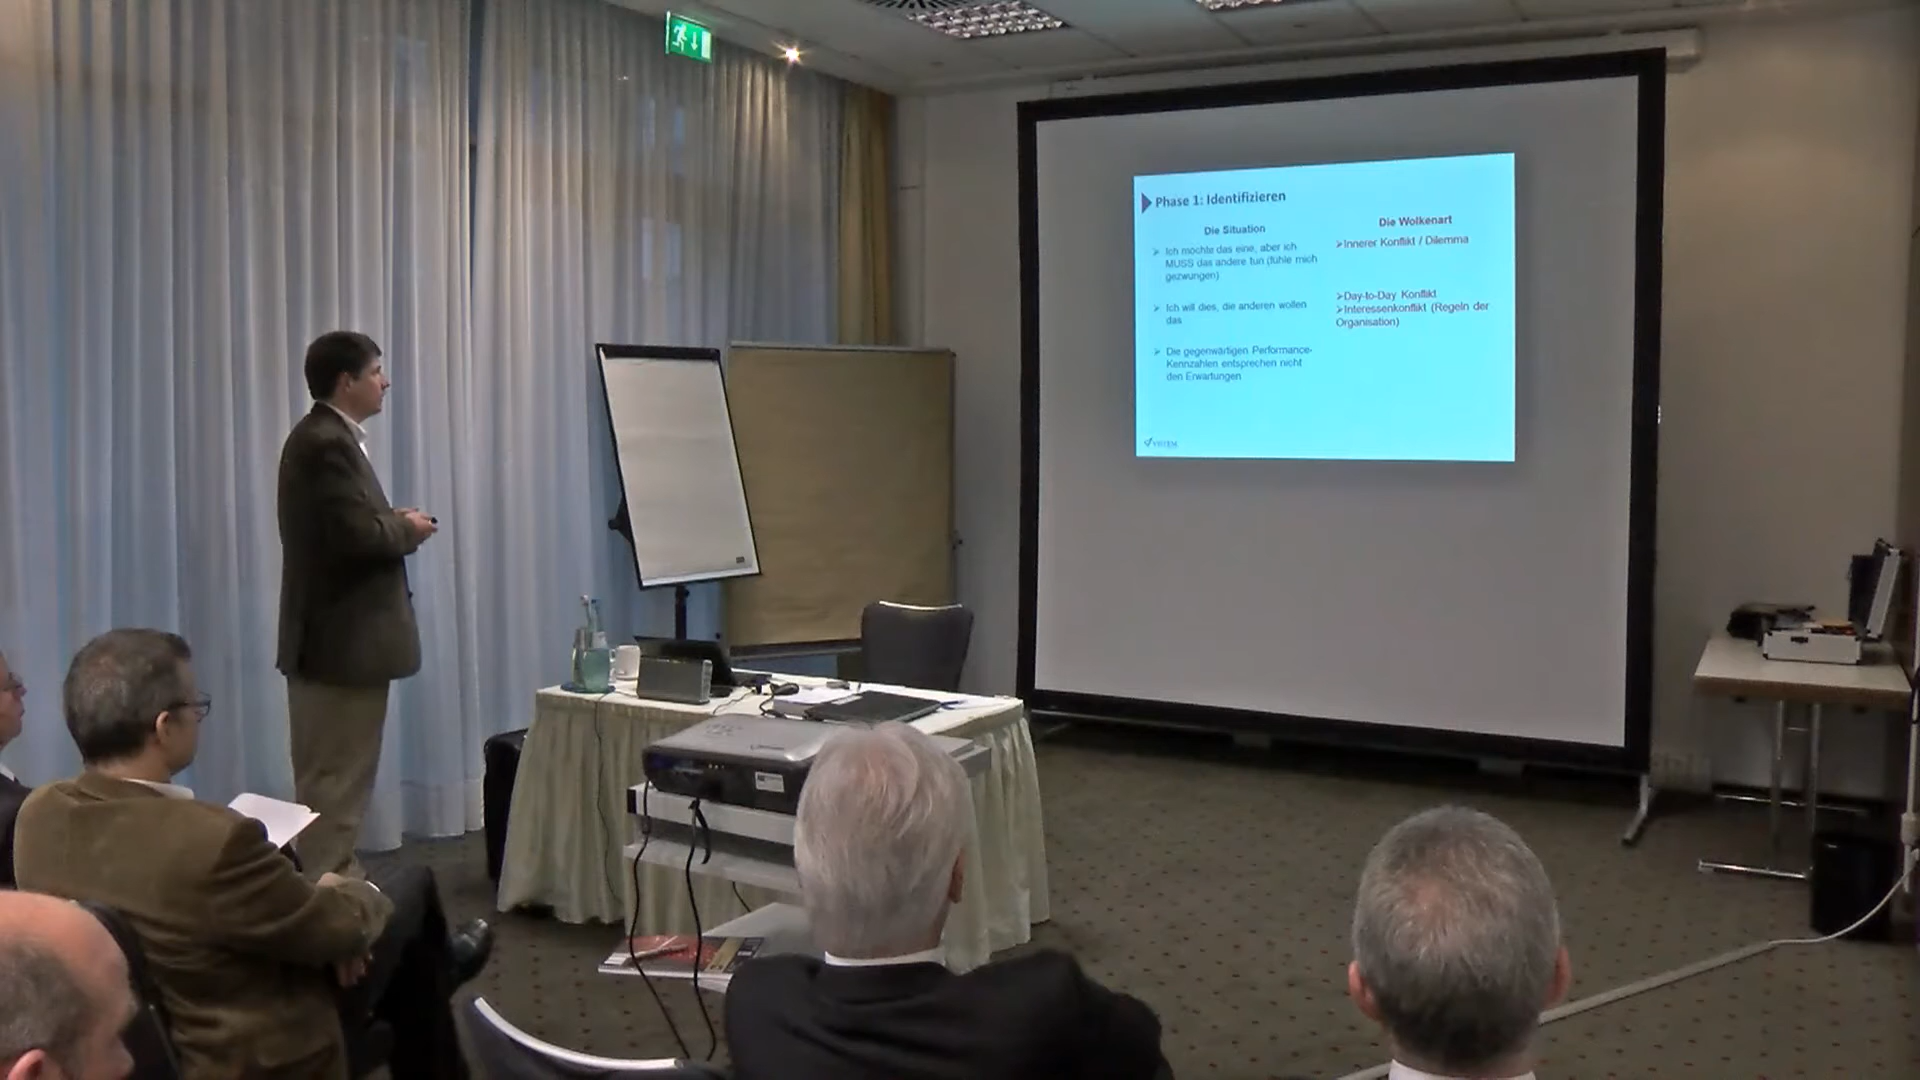 Phase 1: Identifizieren
Die Situation
Ich möchte das eine, aber ich
MUSS das andere tun (fühle mich
gezwungen)
Ich will dies, die anderen wollen
das
Die gegenwärtigen Performance-
Kennzahlen entsprechen nicht
den Erwartungen
Die Wolkenart
Innerer Konflikt / Dilemma
Day-to-Day Konflikt
Interessenkonflikt (Regeln der
Organisation)
VISTEM